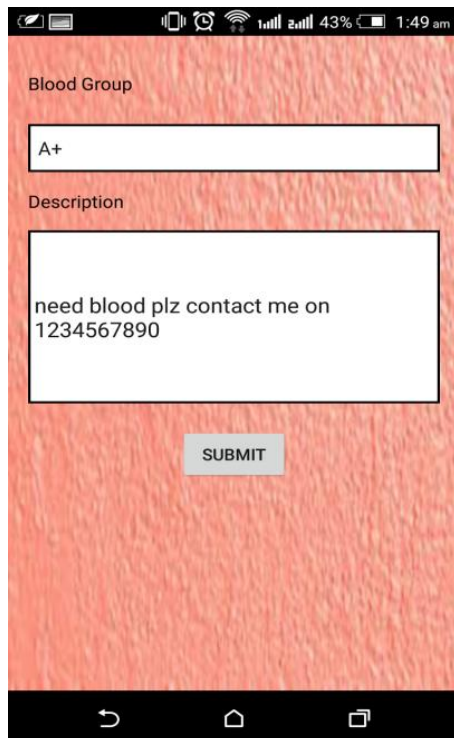 43% 1:49 am
Blood Group
A+
Description
need blood plz contact me on
1234567890
SUBMIT